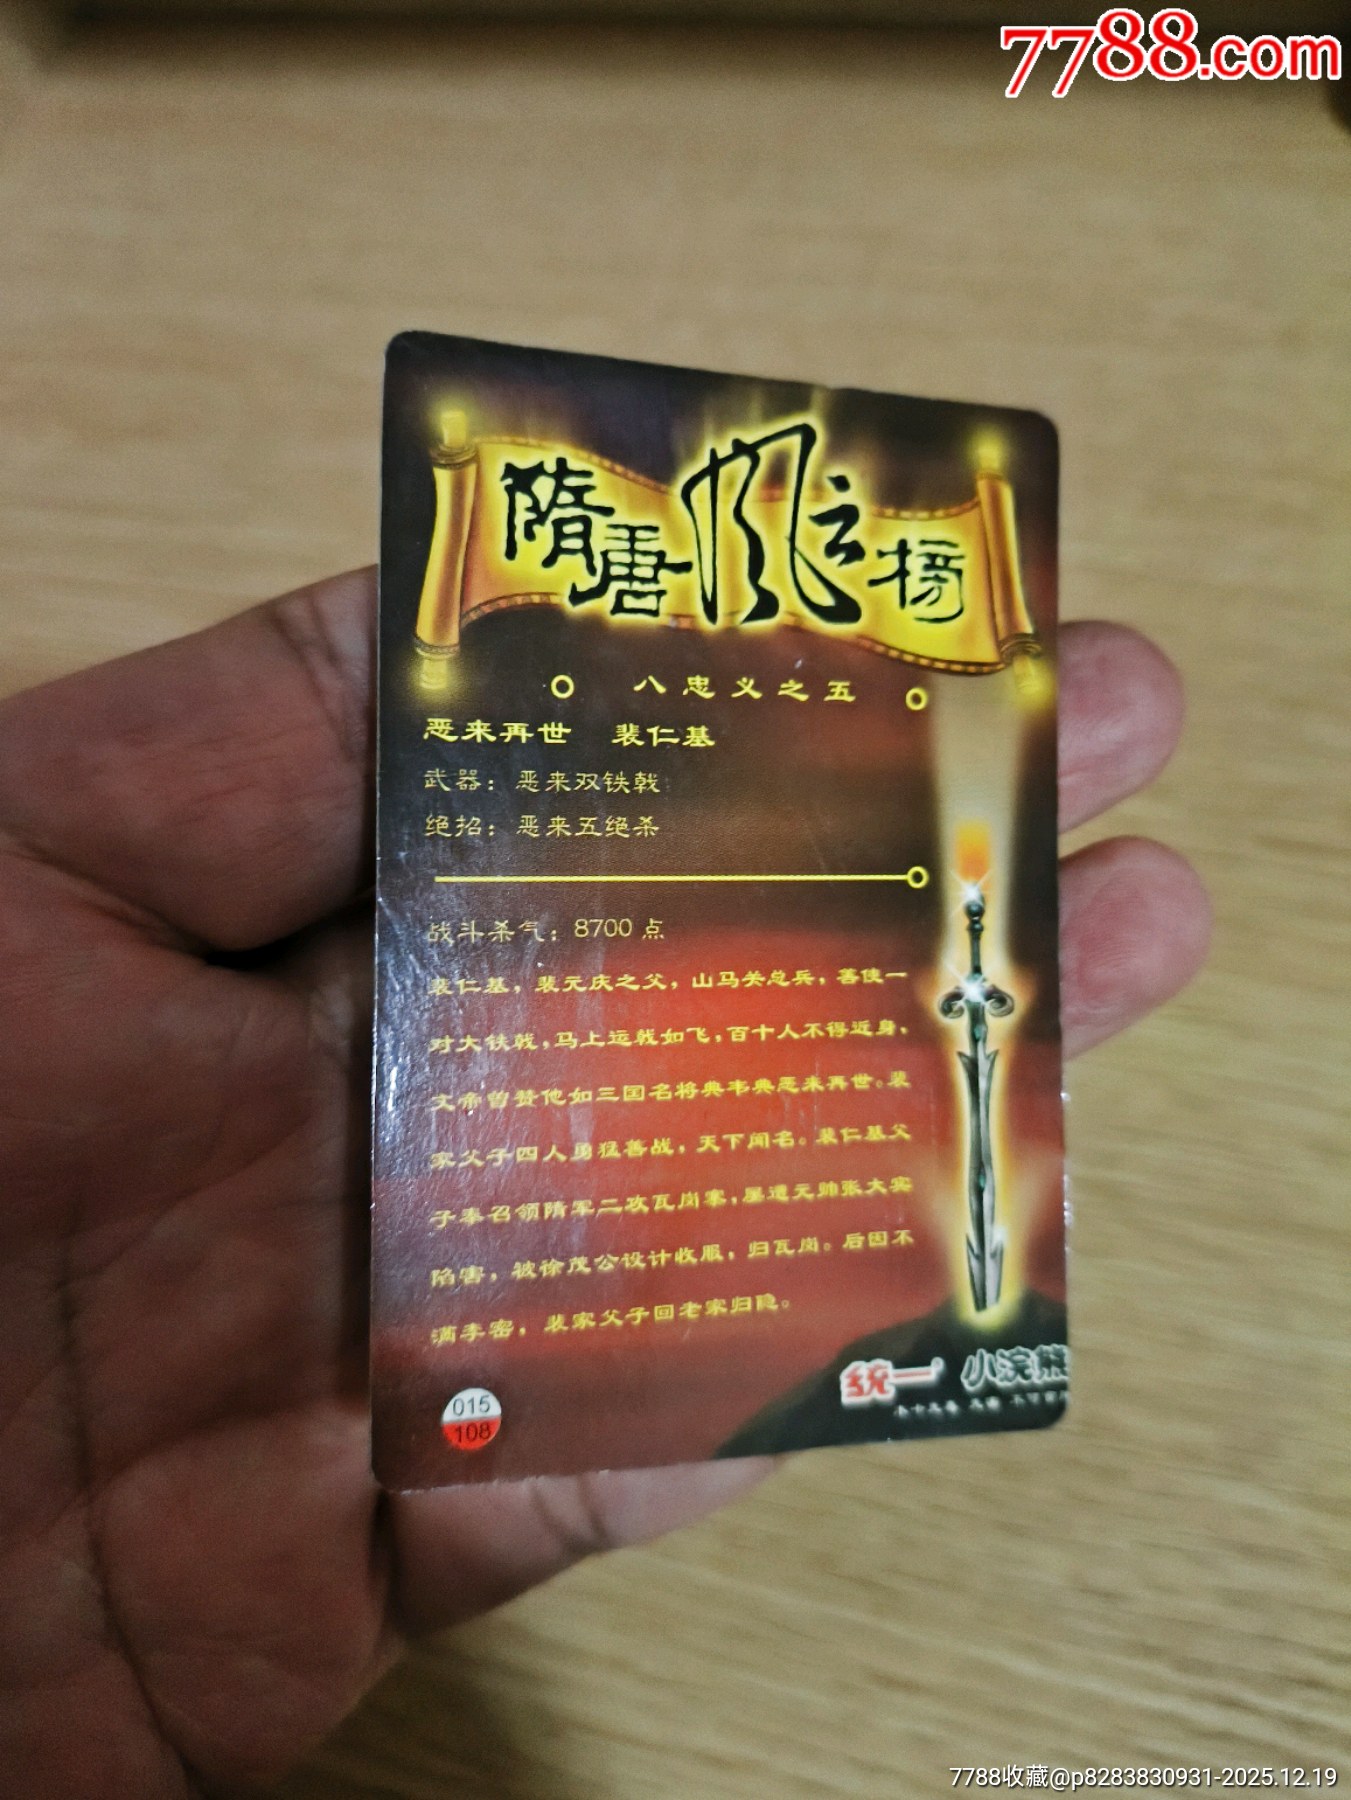 7788.com
隋唐风云榜
八忠义之五
恶来再世 裴仁基
武器：恶来双铁戟
绝招：恶来五绝杀
战斗杀气：8700 点
裴仁基，裴元庆之父，山马关总兵，善使一
对大铁戟，马上运戟如飞，百十人不得近身，
文帝曾赞他如三国名将典韦典恶来再世。裴
家父子四人勇猛善战，天下闻名。裴仁基父
子奉召领隋军二攻瓦岗寨，屡遭元帅张大宾
陷害，被徐茂公设计收服，归瓦岗。后因不
满李密，裴家父子回老家归隐。
统一 小浣熊
015
108
7788收藏@p8283830931-2025.12.19